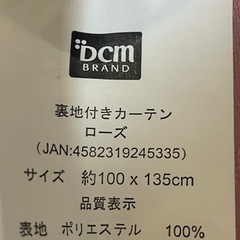 DCM
BRAND
裏地付きカーテン
ローズ
(JAN:4582319245335)
サイズ 約100 x 135cm
品質表示
表地 ポリエステル 100%